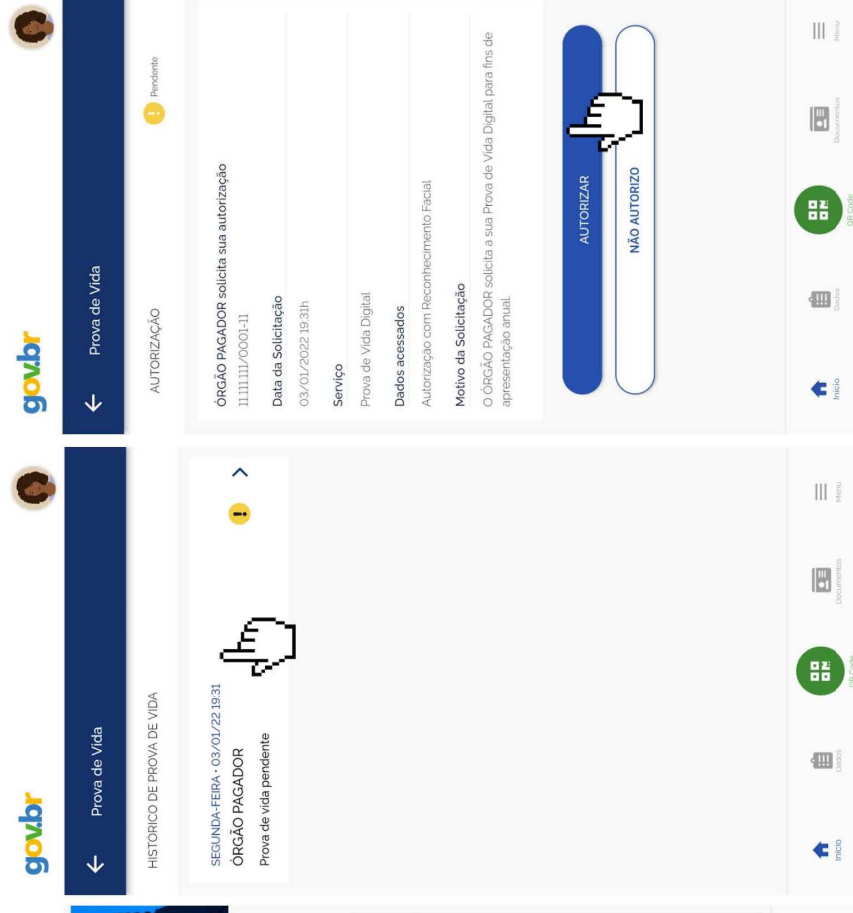 gov.br
Prova de Vida
HISTÓRICO DE PROVA DE VIDA
SEGUNDA-FEIRA • 03/01/22 19:31
ÓRGÃO PAGADOR
Prova de vida pendente
Início
Dados
QR Code
Documentos
Menu
gov.br
Prova de Vida
AUTORIZAÇÃO
Pendente
ÓRGÃO PAGADOR solicita sua autorização
11.111.111/0001-11
Data da Solicitação
03/01/2022 19:31h
Serviço
Prova de Vida Digital
Dados acessados
Autorização com Reconhecimento Facial
Motivo da Solicitação
O ÓRGÃO PAGADOR solicita a sua Prova de Vida Digital para fins de
apresentação anual.
AUTORIZAR
NÃO AUTORIZO
Início
Dados
QR Code
Documentos
Menu